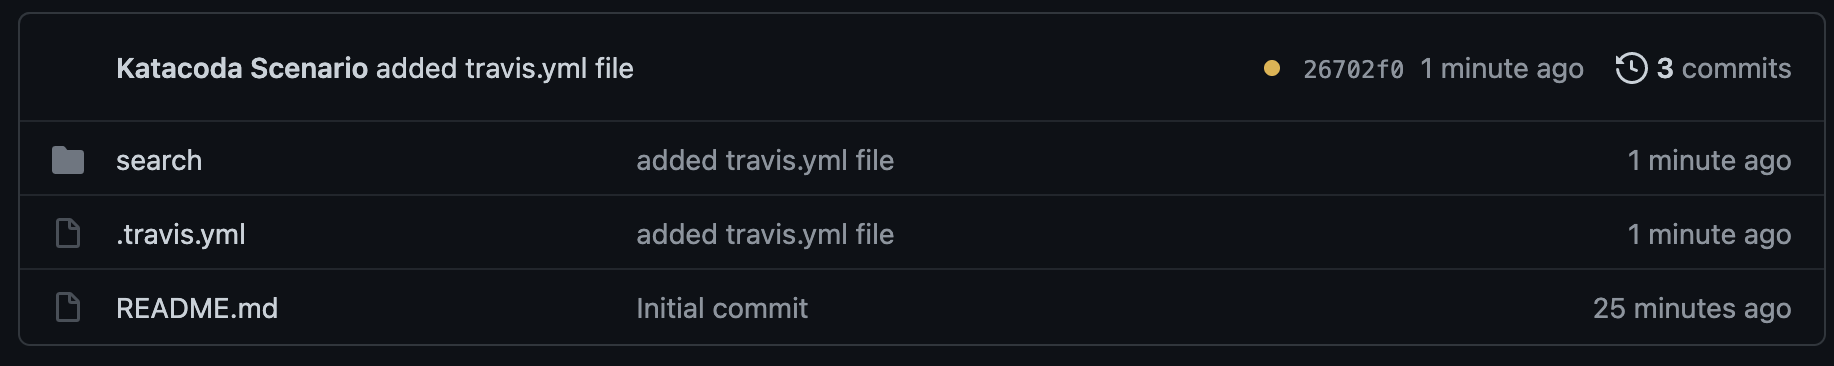 Katacoda Scenario added travis.yml file 26702f0 1 minute ago 3 commits
search added travis.yml file 1 minute ago
.travis.yml added travis.yml file 1 minute ago
README.md Initial commit 25 minutes ago